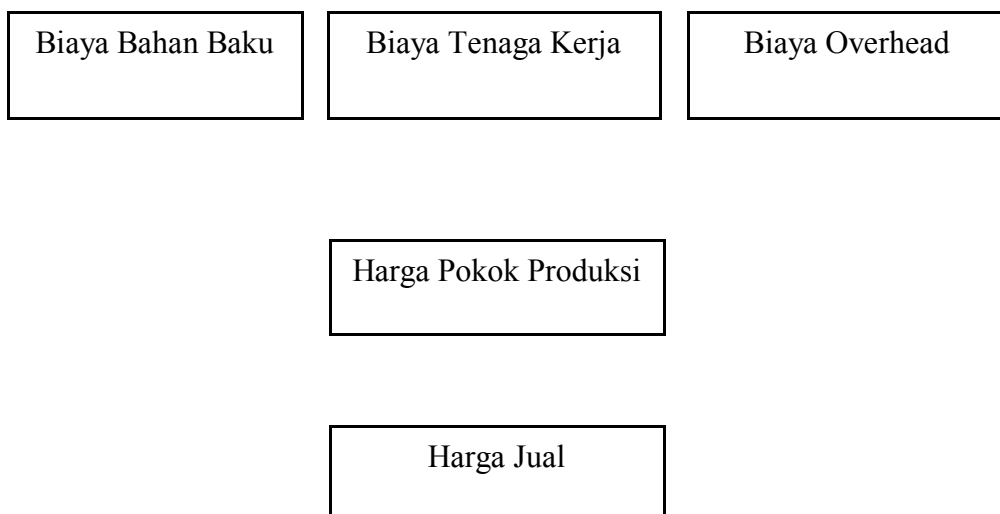 Biaya Bahan Baku
Biaya Tenaga Kerja
Biaya Overhead
Harga Pokok Produksi
Harga Jual